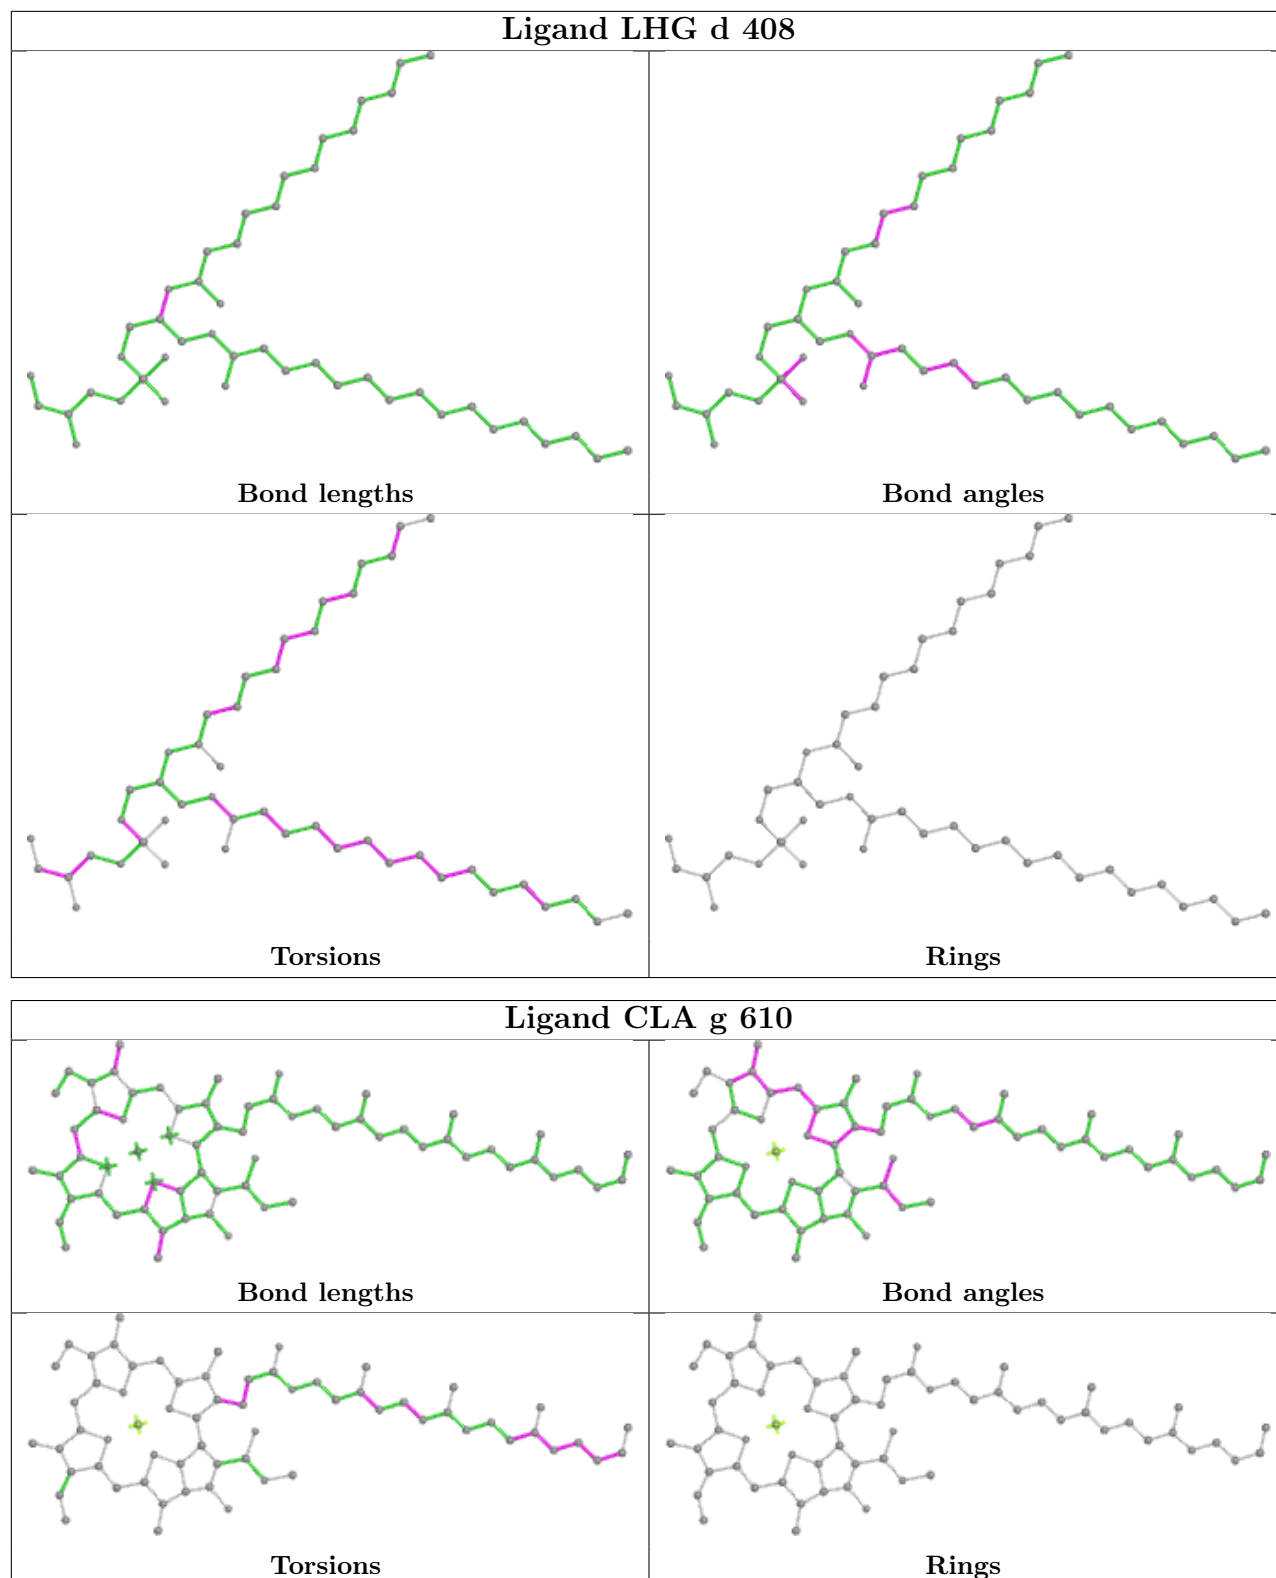 Ligand LHG d 408
Bond lengths
Bond angles
Torsions
Rings
Ligand CLA g 610
Bond lengths
Bond angles
Torsions
Rings